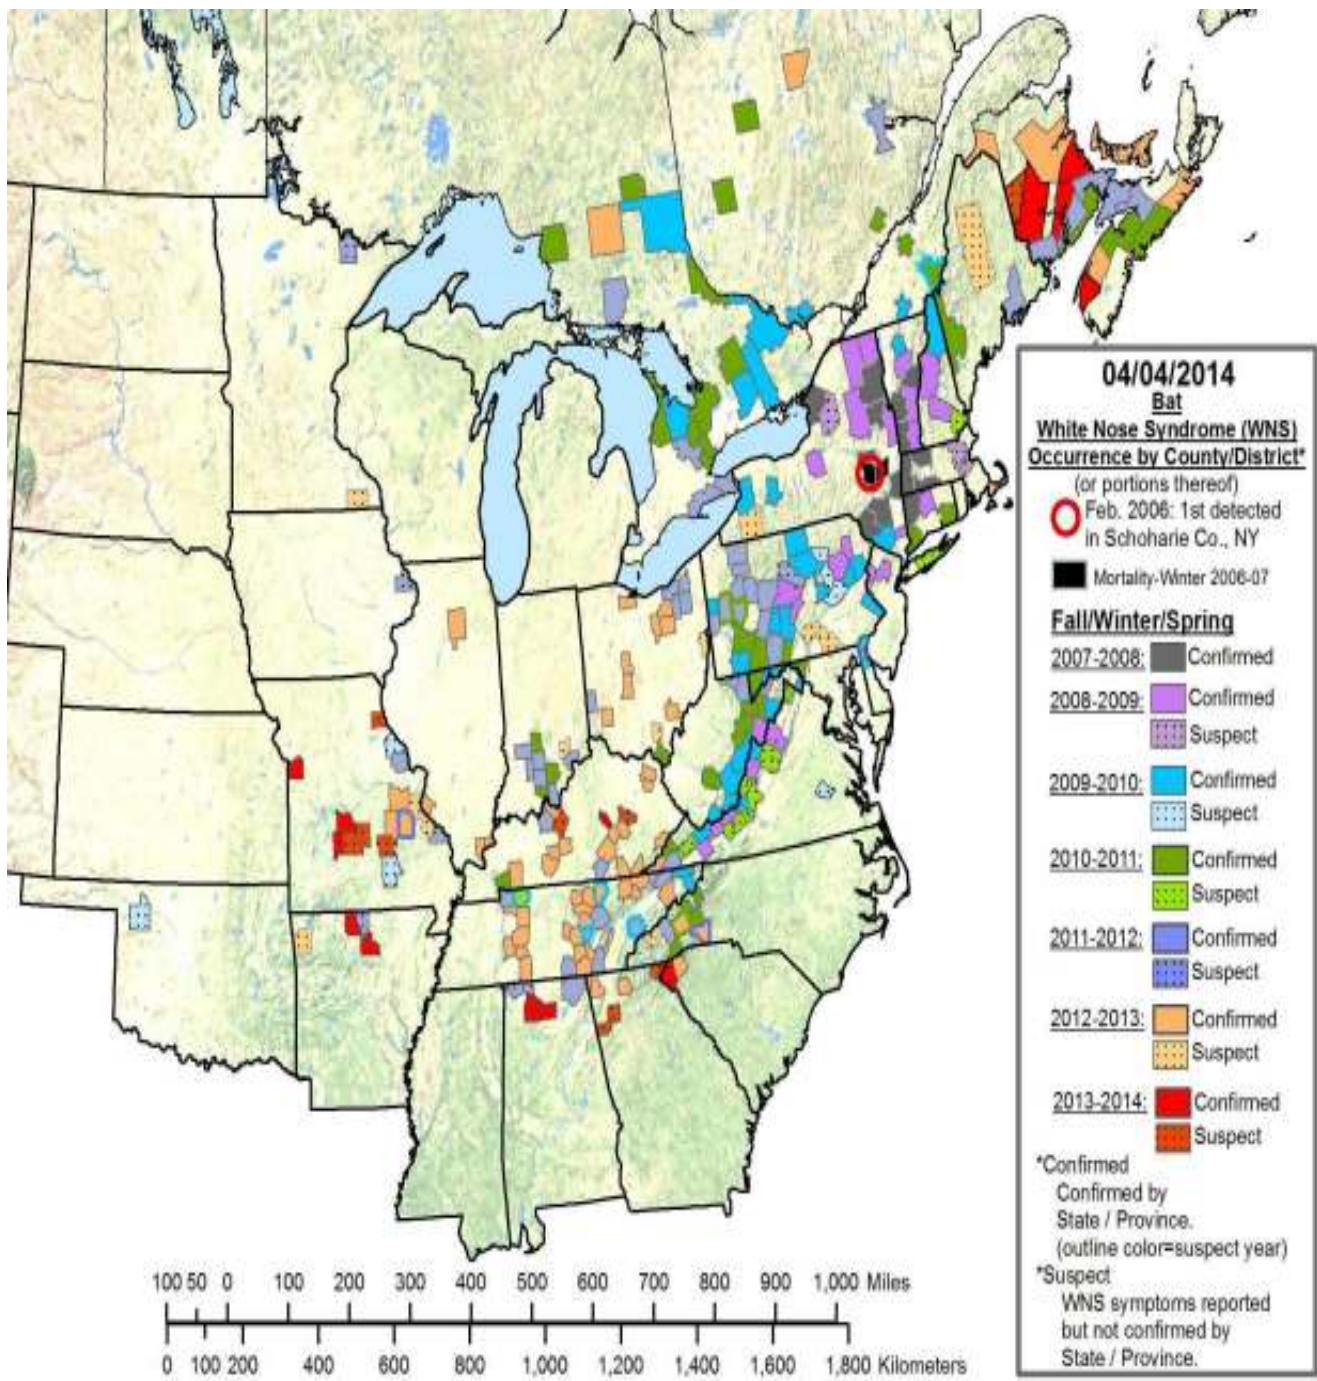 04/04/2014
Bat
White Nose Syndrome (WNS)
Occurrence by County/District*
(or portions thereof)
Feb. 2006: 1st detected
in Schoharie Co., NY
Mortality-Winter 2006-07
Fall/Winter/Spring
2007-2008: Confirmed
2008-2009: Confirmed
Suspect
2009-2010: Confirmed
Suspect
2010-2011: Confirmed
Suspect
2011-2012: Confirmed
Suspect
2012-2013: Confirmed
Suspect
2013-2014: Confirmed
Suspect
*Confirmed
Confirmed by
State / Province.
(outline color=suspect year)
*Suspect
WNS symptoms reported
but not confirmed by
State / Province.
100 50 0 100 200 300 400 500 600 700 800 900 1,000 Miles
0 100 200 400 600 800 1,000 1,200 1,400 1,600 1,800 Kilometers